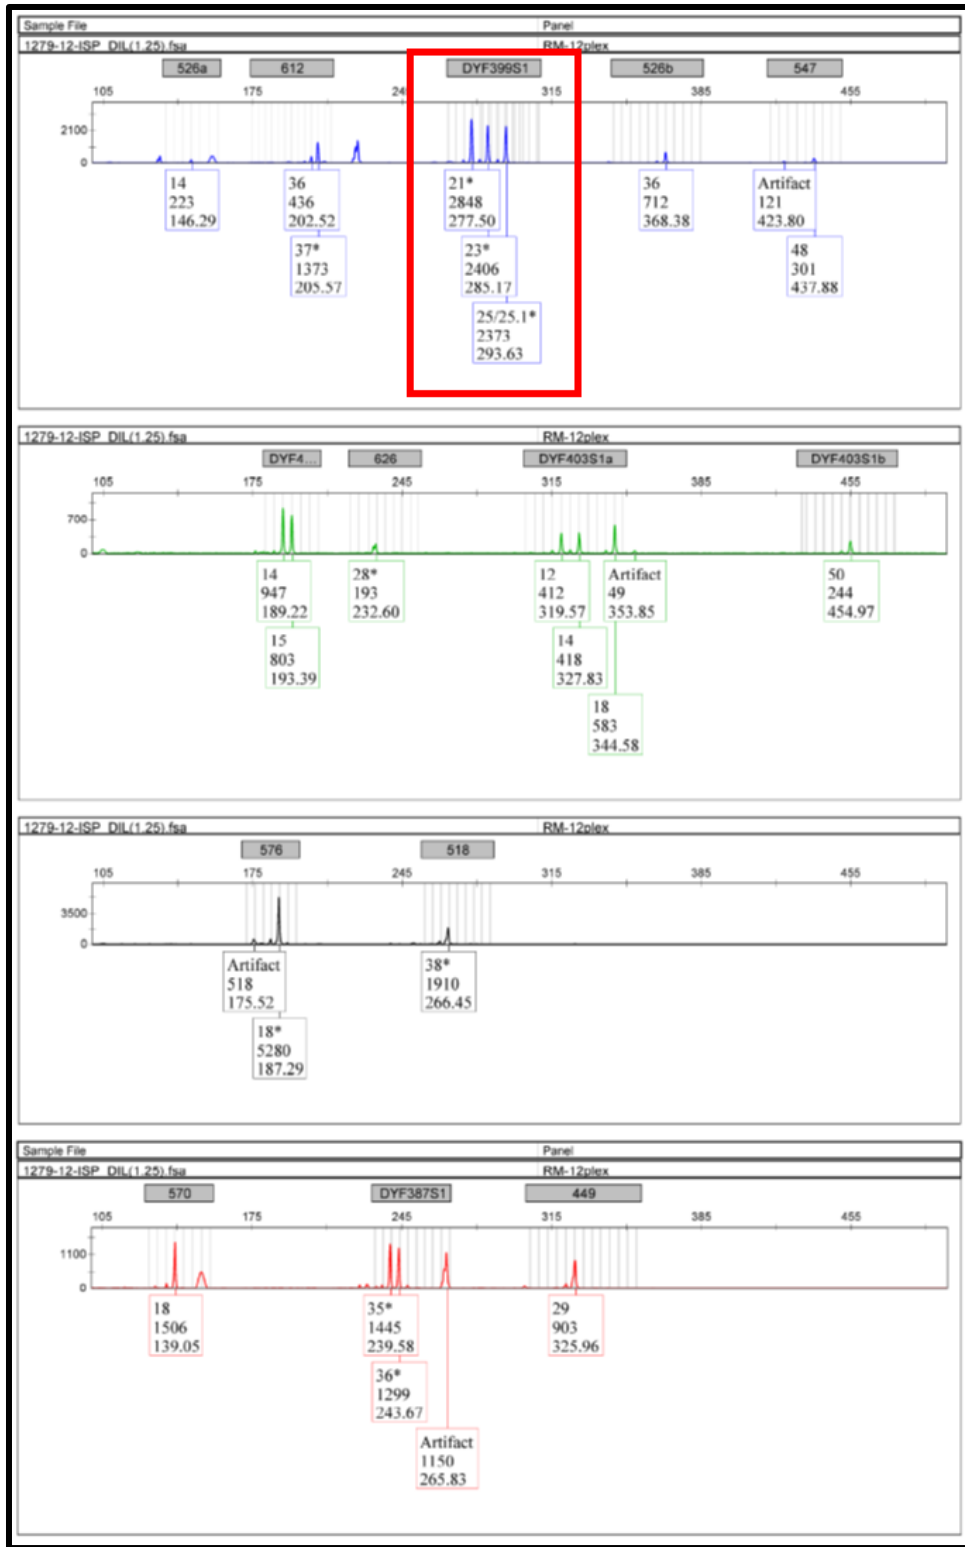 Sample File Panel
1279-12-ISP DIL(1.25).fsa RM-12plex
526a 612 DYF399S1 526b 547
105 175 245 315 385 455
2100
0
14 36 21* 36 Artifact
223 436 2848 712 121
146.29 202.52 277.50 368.38 423.80
37* 23* 48
1373 2406 301
205.57 285.17 437.88
25/25.1*
2373
293.63
1279-12-ISP DIL(1.25).fsa RM-12plex
DYF4... 626 DYF403S1a DYF403S1b
105 175 245 315 385 455
700
0
14 28* 12 Artifact 50
947 193 412 49 244
189.22 232.60 319.57 353.85 454.97
15 14
803 418
193.39 327.83
18
583
344.58
1279-12-ISP DIL(1.25).fsa RM-12plex
576 518
105 175 245 315 385 455
3500
0
Artifact 38*
518 1910
175.52 266.45
18*
5280
187.29
Sample File Panel
1279-12-ISP DIL(1.25).fsa RM-12plex
570 DYF387S1 449
105 175 245 315 385 455
1100
0
18 35* 29
1506 1445 903
139.05 239.58 325.96
36*
1299
243.67
Artifact
1150
265.83